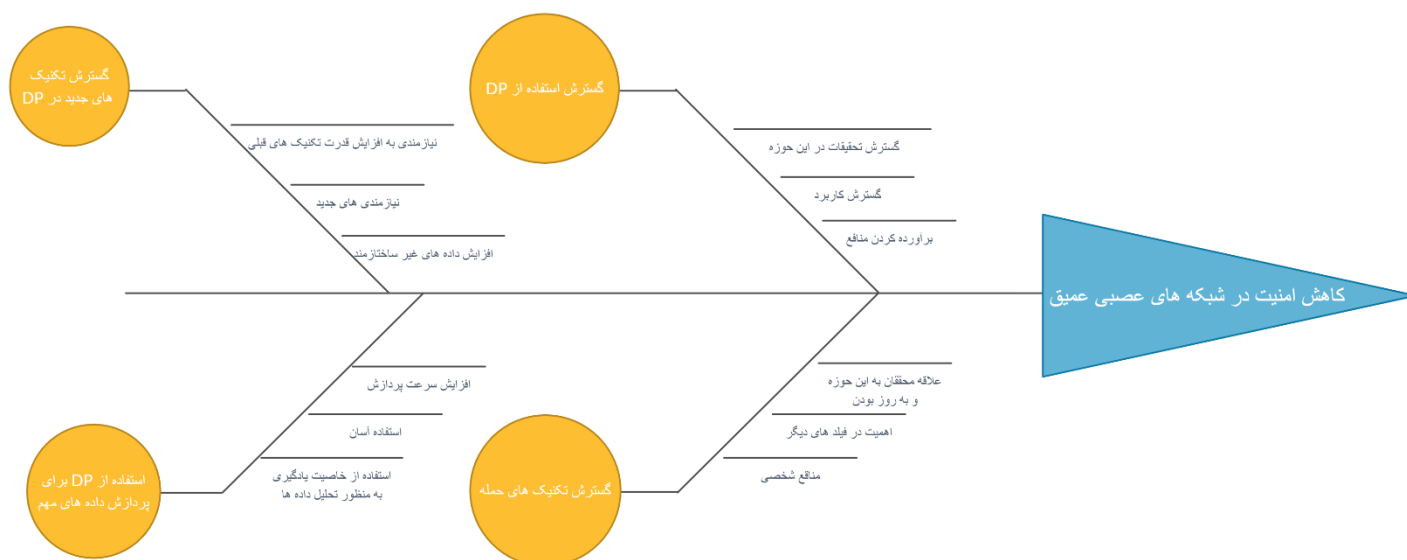 گسترش تکنیک
های جدید در DP
نیازمندی به افزایش قدرت تکنیک های قبلی
نیازمندی های جدید
افزایش داده های غیر ساختازمند
گسترش استفاده از DP
گسترش تحقیقات در این حوزه
گسترش کاربرد
برآورده کردن منافع
کاهش امنیت در شبکه های عصبی عمیق
استفاده از DP برای
پردازش داده های مهم
افزایش سرعت پردازش
استفاده آسان
استفاده از خاصیت یادگیری
به منظور تحلیل داده ها
گسترش تکنیک های حمله
علاقه محققان به این حوزه
و به روز بودن
اهمیت در فیلد های دیگر
منافع شخصی